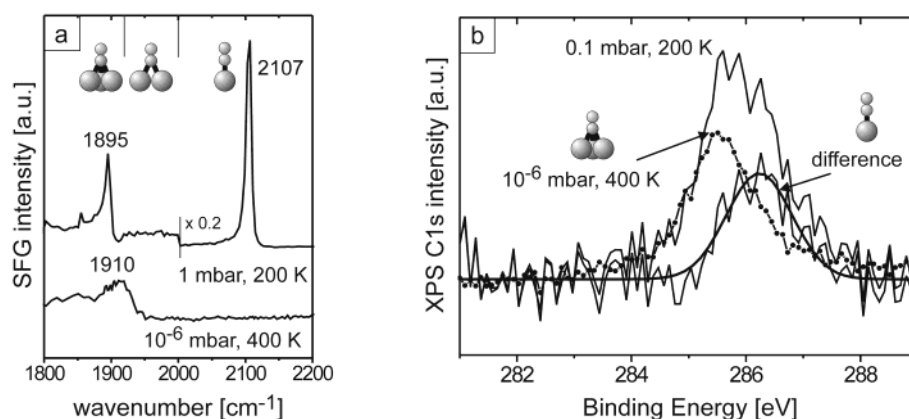 a
2107
1895
x 0.2
1 mbar, 200 K
1910
10⁻⁶ mbar, 400 K
SFG intensity [a.u.]
1800 1900 2000 2100 2200
wavenumber [cm⁻¹]
b
0.1 mbar, 200 K
10⁻⁶ mbar, 400 K
difference
XPS C1s intensity [a.u.]
282 284 286 288
Binding Energy [eV]